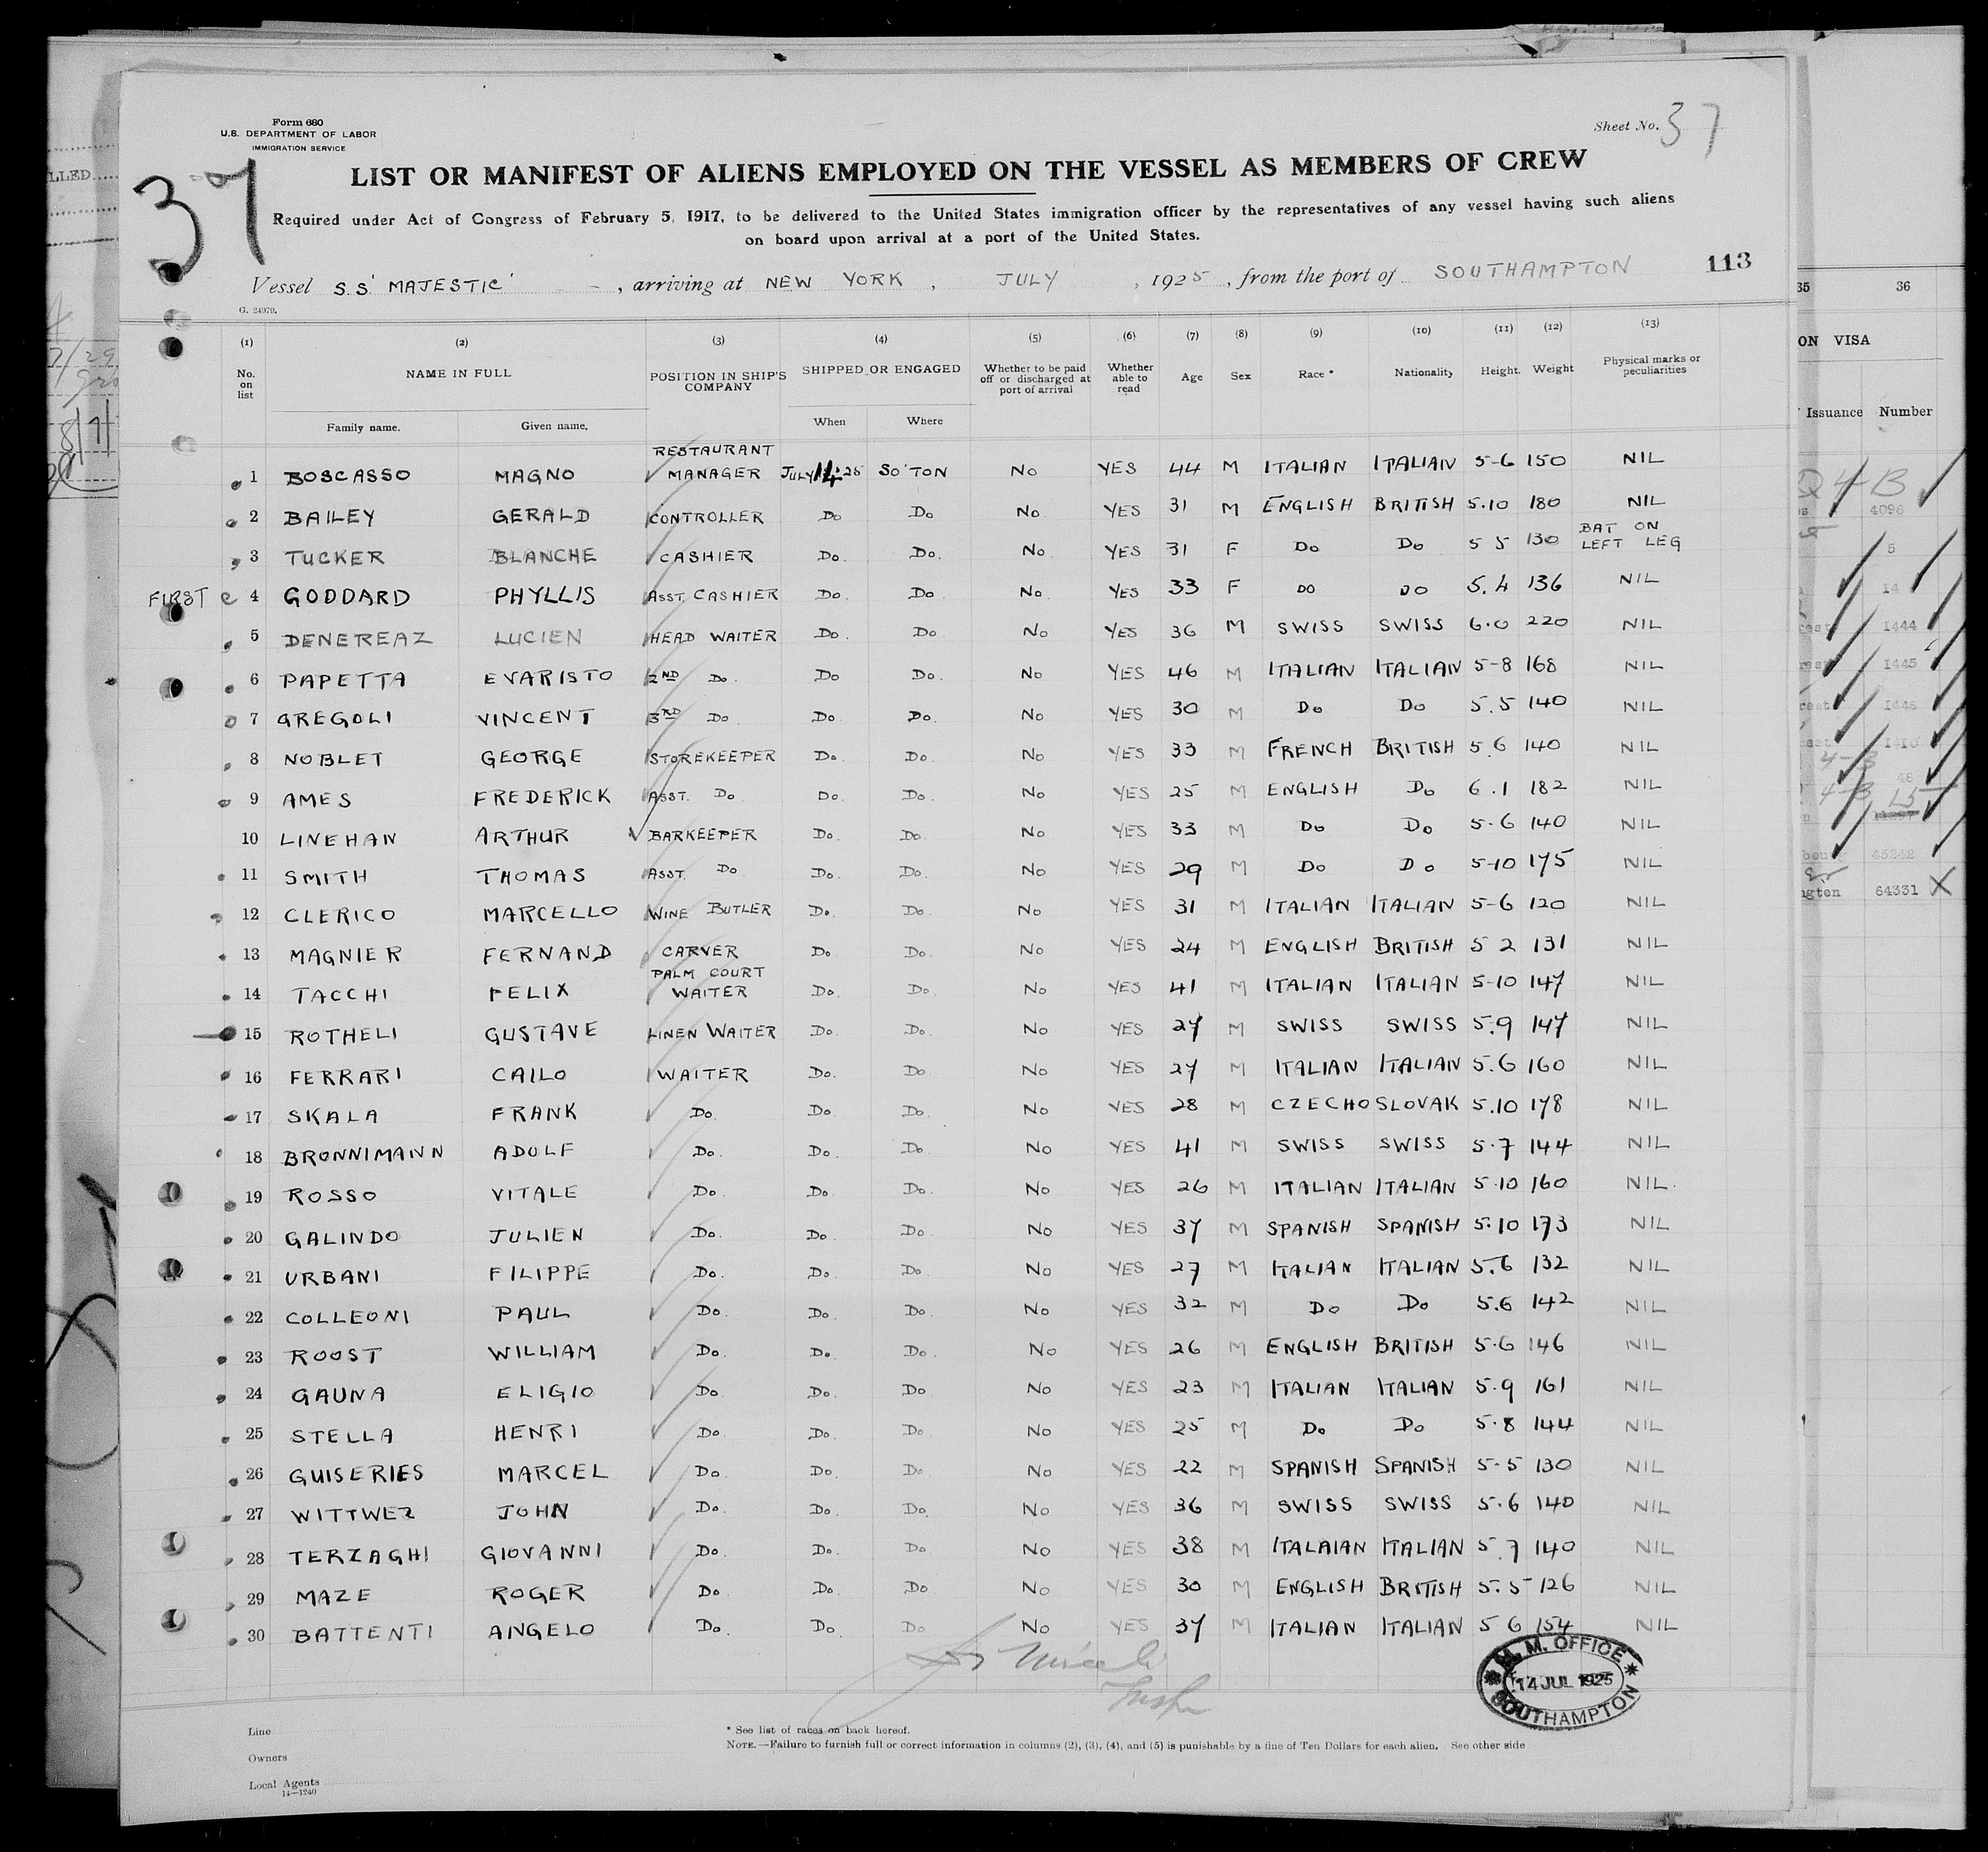 Form 680
U.S. DEPARTMENT OF LABOR
IMMIGRATION SERVICE
Sheet No. 37
37
LIST OR MANIFEST OF ALIENS EMPLOYED ON THE VESSEL AS MEMBERS OF CREW
Required under Act of Congress of February 5, 1917, to be delivered to the United States immigration officer by the representatives of any vessel having such aliens
on board upon arrival at a port of the United States.
113
Vessel S.S 'MAJESTIC' , arriving at NEW YORK , JULY , 1925 , from the port of SOUTHAMPTON
G. 24979.
(1) (2) (3) (4) (5) (6) (7) (8) (9) (10) (11) (12) (13)
No. on list NAME IN FULL POSITION IN SHIP'S COMPANY SHIPPED OR ENGAGED Whether to be paid off or discharged at port of arrival Whether able to read Age Sex Race * Nationality Height. Weight Physical marks or peculiarities
Family name. Given name. When Where
1 BOSCASSO MAGNO RESTAURANT MANAGER JULY 14. 25 SO'TON NO YES 44 M ITALIAN ITALIAN 5-6 150 NIL
2 BAILEY GERALD CONTROLLER Do Do No. YES 31 M ENGLISH BRITISH 5.10 180 NIL
3 TUCKER BLANCHE CASHIER Do. Do. No. YES 31 F Do Do 5 5 130 BAT ON LEFT LEG
FIRST 4 GODDARD PHYLLIS ASST. CASHIER Do. Do. No. YES 33 F DO DO 5.4 136 NIL
5 DENEREAZ LUCIEN HEAD WAITER Do. Do. No YES 36 M SWISS SWISS 6.0 220 NIL
6 PAPETTA EVARISTO 2ND Do. Do Do. No YES 46 M ITALIAN ITALIAN 5-8 168 NIL
7 GREGOLI VINCENT 3RD Do Do. Do. No YES 30 M Do Do 5.5 140 NIL
8 NOBLET GEORGE STOREKEEPER Do. Do. No YES 33 M FRENCH BRITISH 5.6 140 NIL
9 AMES FREDERICK ASST. Do Do. Do. No YES 25 M ENGLISH Do 6.1 182 NIL
10 LINEHAN ARTHUR BARKEEPER Do. Do. No YES 33 M Do Do 5.6 140 NIL
11 SMITH THOMAS ASST. Do Do. Do. No YES 29 M Do Do 5-10 175 NIL
12 CLERICO MARCELLO WINE BUTLER Do. Do. No YES 31 M ITALIAN ITALIAN 5-6 120 NIL
13 MAGNIER FERNAND CARVER Do. Do. No YES 24 M ENGLISH BRITISH 5 2 131 NIL
14 TACCHI FELIX PALM COURT WAITER Do. Do. No YES 41 M ITALIAN ITALIAN 5-10 147 NIL
15 ROTHELI GUSTAVE LINEN WAITER Do. Do. No YES 27 M SWISS SWISS 5.9 147 NIL
16 FERRARI CAILO WAITER Do. Do No YES 27 M ITALIAN ITALIAN 5.6 160 NIL
17 SKALA FRANK Do. Do. Do. No YES 28 M CZECHOSLOVAK 5.10 178 NIL
18 BRONNIMANN ADOLF Do. Do. Do. No YES 41 M SWISS SWISS 5.7 144 NIL
19 ROSSO VITALE Do. Do. Do. No YES 26 M ITALIAN ITALIAN 5.10 160 NIL.
20 GALINDO JULIEN Do. Do. Do. No YES 37 M SPANISH SPANISH 5.10 173 NIL
21 URBANI FILIPPE Do. Do. Do. No YES 27 M ITALIAN ITALIAN 5.6 132 NIL
22 COLLEONI PAUL Do. Do. Do. No YES 32 M Do Do 5.6 142 NIL
23 ROOST WILLIAM Do. Do. Do. No YES 26 M ENGLISH BRITISH 5.6 146 NIL
24 GAUNA ELIGIO Do. Do. Do. No YES 23 M ITALIAN ITALIAN 5.9 161 NIL
25 STELLA HENRI Do. Do. Do. No YES 25 M Do Do 5.8 144 NIL
26 GUISERIES MARCEL Do. Do. Do No YES 22 M SPANISH SPANISH 5-5 130 NIL
27 WITTWER JOHN Do. Do. Do. No YES 36 M SWISS SWISS 5.6 140 NIL
28 TERZAGHI GIOVANNI Do. Do. Do No YES 38 M ITALAIAN ITALIAN 5.7 140 NIL
29 MAZE ROGER Do. Do. Do No YES 30 M ENGLISH BRITISH 5.5 126 NIL
30 BATTENTI ANGELO Do. Do. Do No YES 37 M ITALIAN ITALIAN 5 6 154 NIL
M. M. OFFICE
14 JUL 1925
SOUTHAMPTON
Line
Owners
Local Agents
14—1240
* See list of races on back hereof.
NOTE.—Failure to furnish full or correct information in columns (2), (3), (4), and (5) is punishable by a fine of Ten Dollars for each alien. See other side
35 36
ON VISA
Issuance Number
4096
5
14
1444
1445
1446
45242
64331